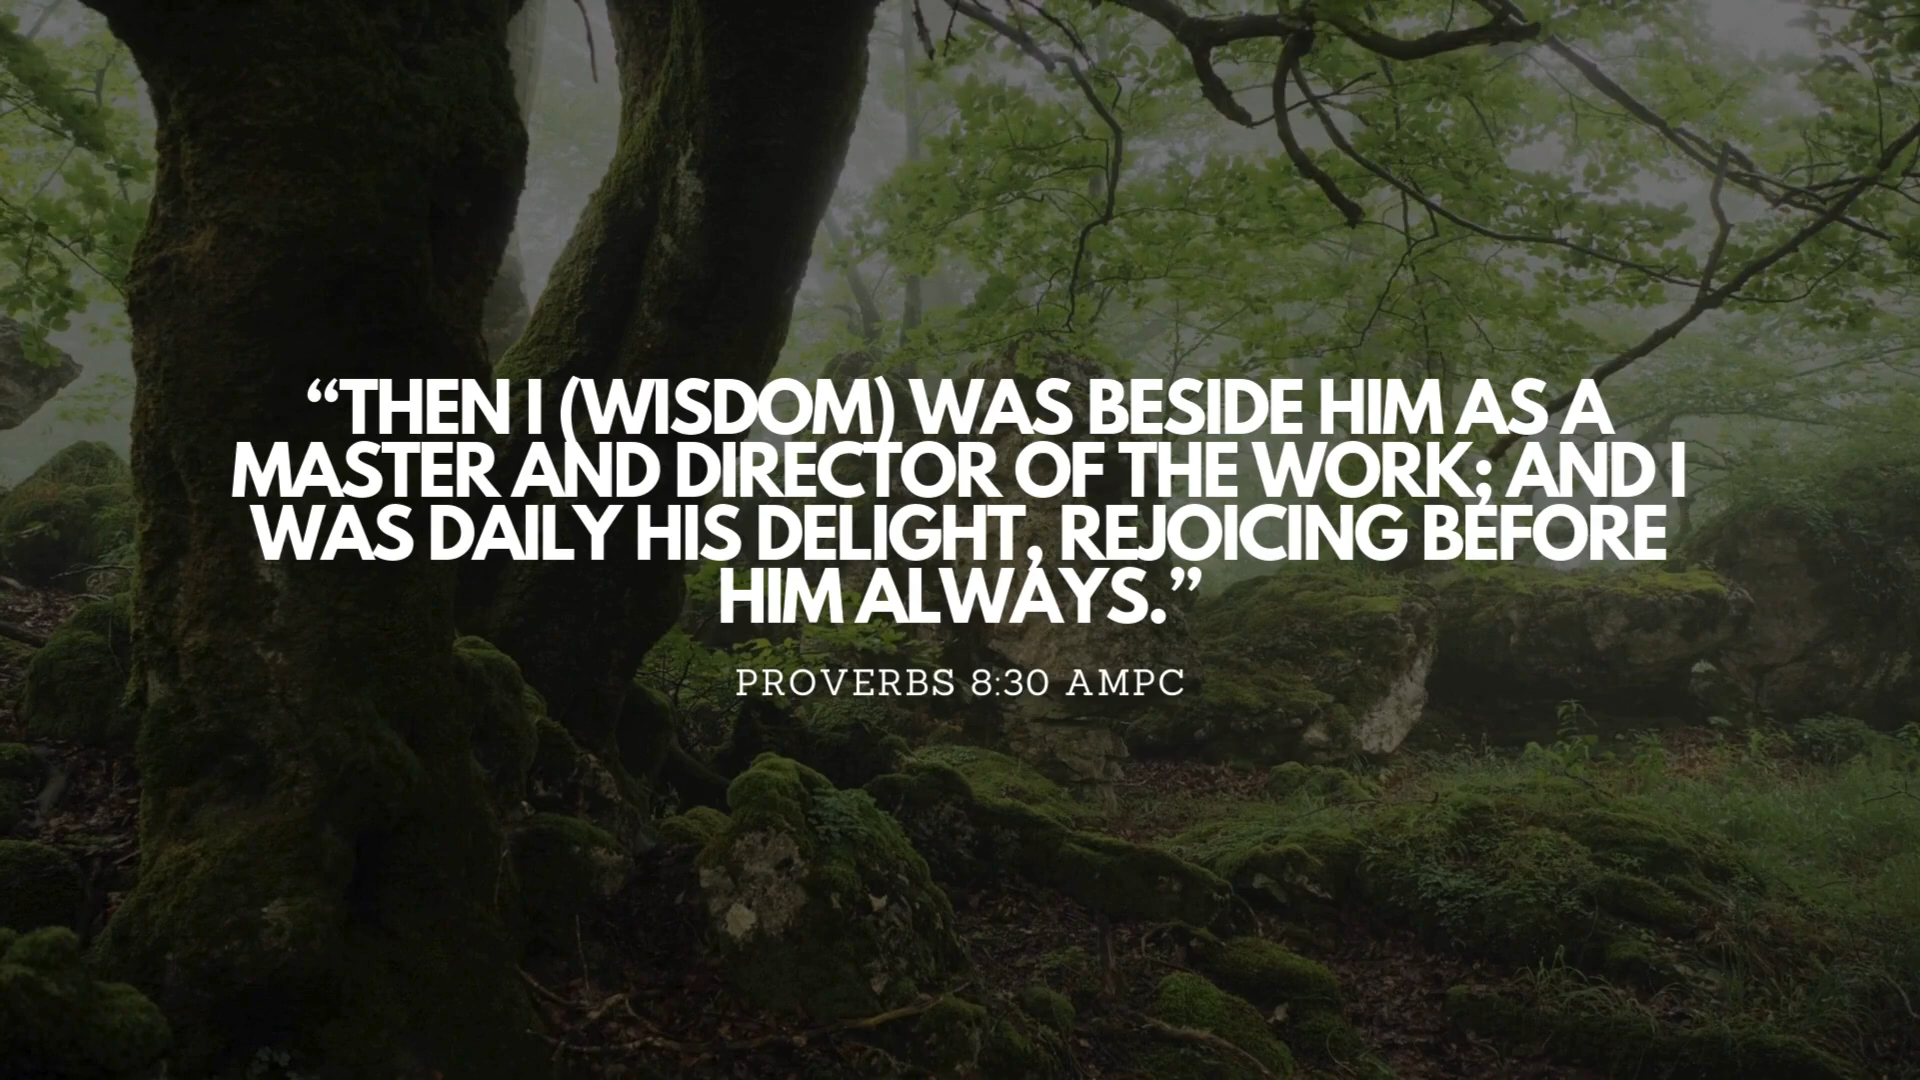 “THEN I (WISDOM) WAS BESIDE HIM AS A
MASTER AND DIRECTOR OF THE WORK; AND I
WAS DAILY HIS DELIGHT, REJOICING BEFORE
HIM ALWAYS.”
PROVERBS 8:30 AMPC